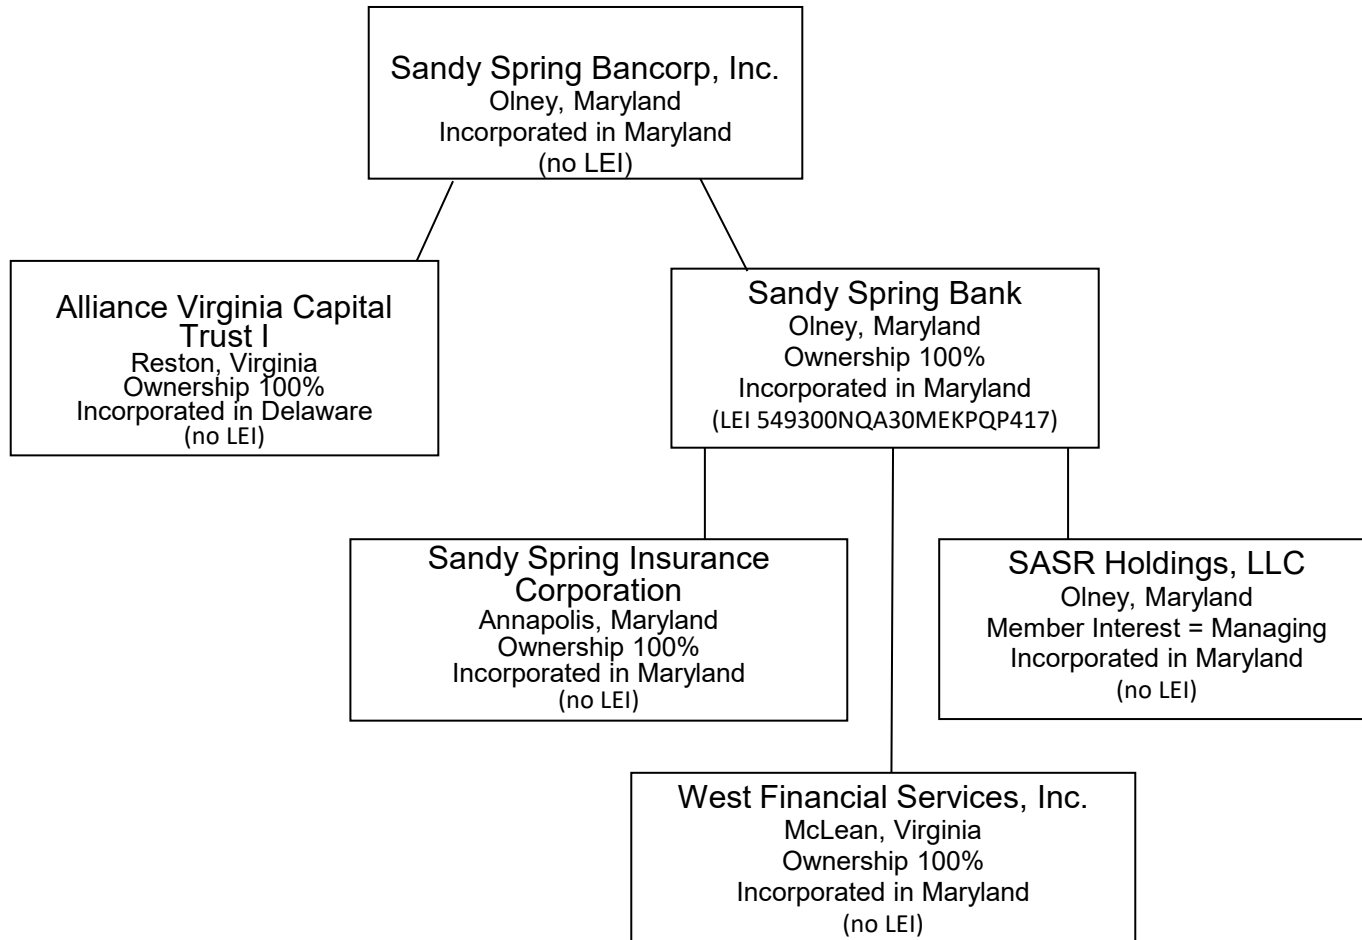 Sandy Spring Bancorp, Inc.
Olney, Maryland
Incorporated in Maryland
(no LEI)
Alliance Virginia Capital
Trust I
Reston, Virginia
Ownership 100%
Incorporated in Delaware
(no LEI)
Sandy Spring Bank
Olney, Maryland
Ownership 100%
Incorporated in Maryland
(LEI 549300NQA30MEKPQP417)
Sandy Spring Insurance
Corporation
Annapolis, Maryland
Ownership 100%
Incorporated in Maryland
(no LEI)
SASR Holdings, LLC
Olney, Maryland
Member Interest = Managing
Incorporated in Maryland
(no LEI)
West Financial Services, Inc.
McLean, Virginia
Ownership 100%
Incorporated in Maryland
(no LEI)